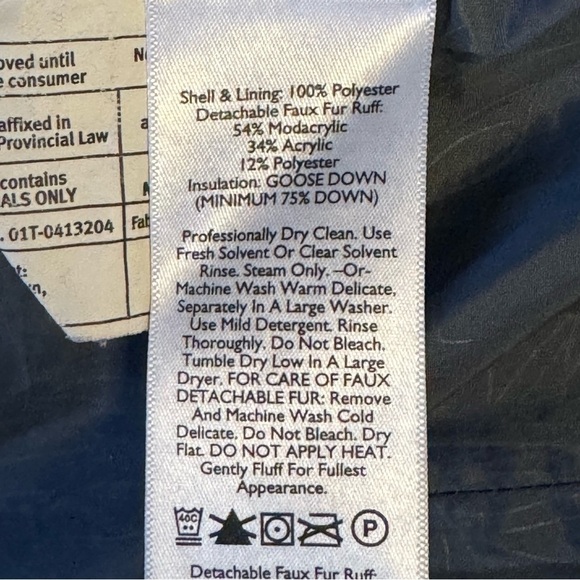 oved until
consumer
affixed in
Provincial Law
contains
ALS ONLY
. 01T-0413204
Shell & Lining: 100% Polyester
Detachable Faux Fur Ruff:
54% Modacrylic
34% Acrylic
12% Polyester
Insulation: GOOSE DOWN
(MINIMUM 75% DOWN)
Professionally Dry Clean. Use
Fresh Solvent Or Clear Solvent
Rinse. Steam Only. –Or-
Machine Wash Warm Delicate,
Separately In A Large Washer.
Use Mild Detergent. Rinse
Thoroughly. Do Not Bleach.
Tumble Dry Low In A Large
Dryer. FOR CARE OF FAUX
DETACHABLE FUR: Remove
And Machine Wash Cold
Delicate. Do Not Bleach. Dry
Flat. DO NOT APPLY HEAT.
Gently Fluff For Fullest
Appearance.
40C P
Detachable Faux Fur Ruff: